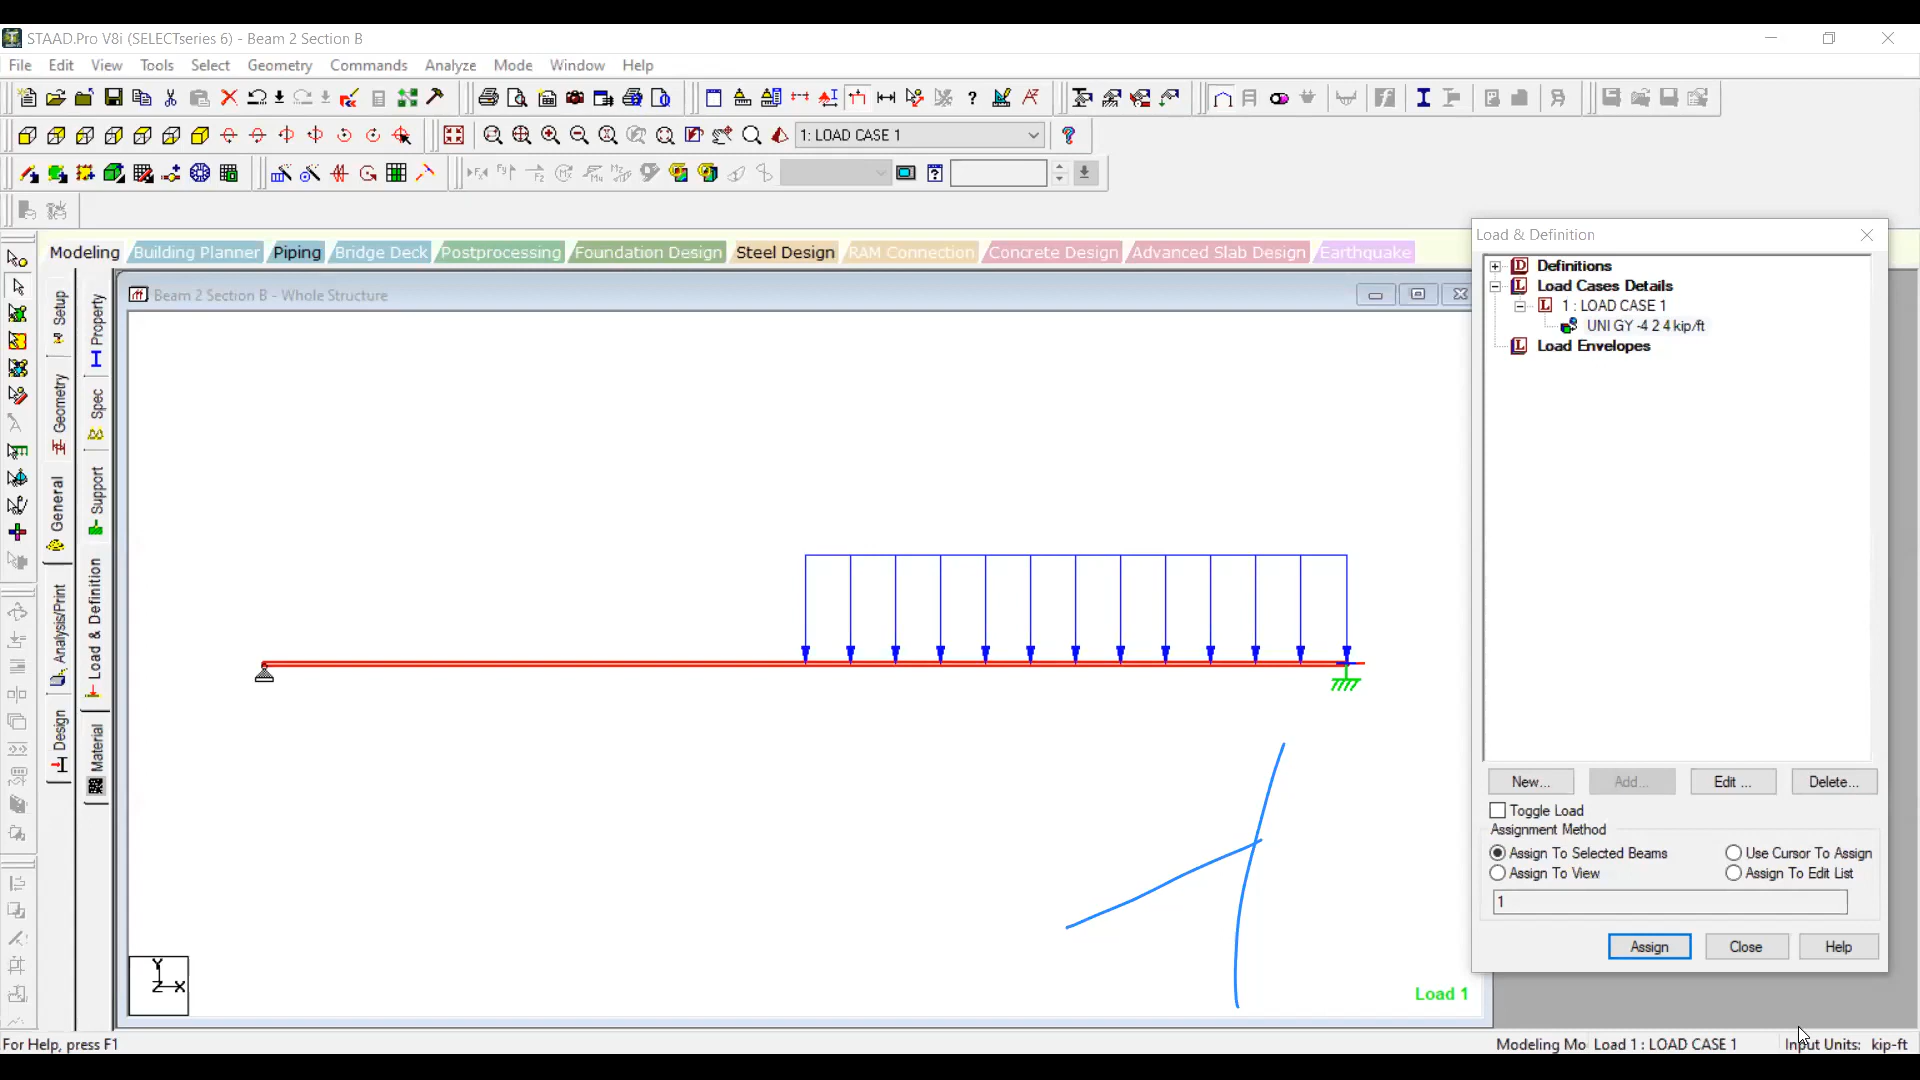 STAAD.Pro V8i (SELECTseries 6) - Beam 2 Section B
File Edit View Tools Select Geometry Commands Analyze Mode Window Help
1: LOAD CASE 1
Modeling Building Planner Piping Bridge Deck Postprocessing Foundation Design Steel Design RAM Connection Concrete Design Advanced Slab Design Earthquake
Setup
Geometry
General
Analysis/Print
Design
Property
Spec
Support
Load & Definition
Material
Beam 2 Section B - Whole Structure
Y
Z X
Load 1
Load & Definition
Definitions
Load Cases Details
1 : LOAD CASE 1
UNI GY -4 2 4 kip/ft
Load Envelopes
New... Add... Edit ... Delete...
Toggle Load
Assignment Method
Assign To Selected Beams Use Cursor To Assign
Assign To View Assign To Edit List
1
Assign Close Help
For Help, press F1 Modeling Mo Load 1 : LOAD CASE 1 Input Units: kip-ft